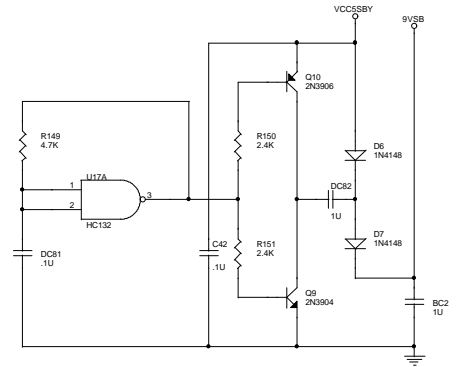 VCC5SBY
9VSB
Q10
2N3906
R149
4.7K
R150
2.4K
D6
1N4148
U17A
1
2
3
HC132
DC82
1U
D7
1N4148
DC81
.1U
C42
.1U
R151
2.4K
Q9
2N3904
BC2
1U